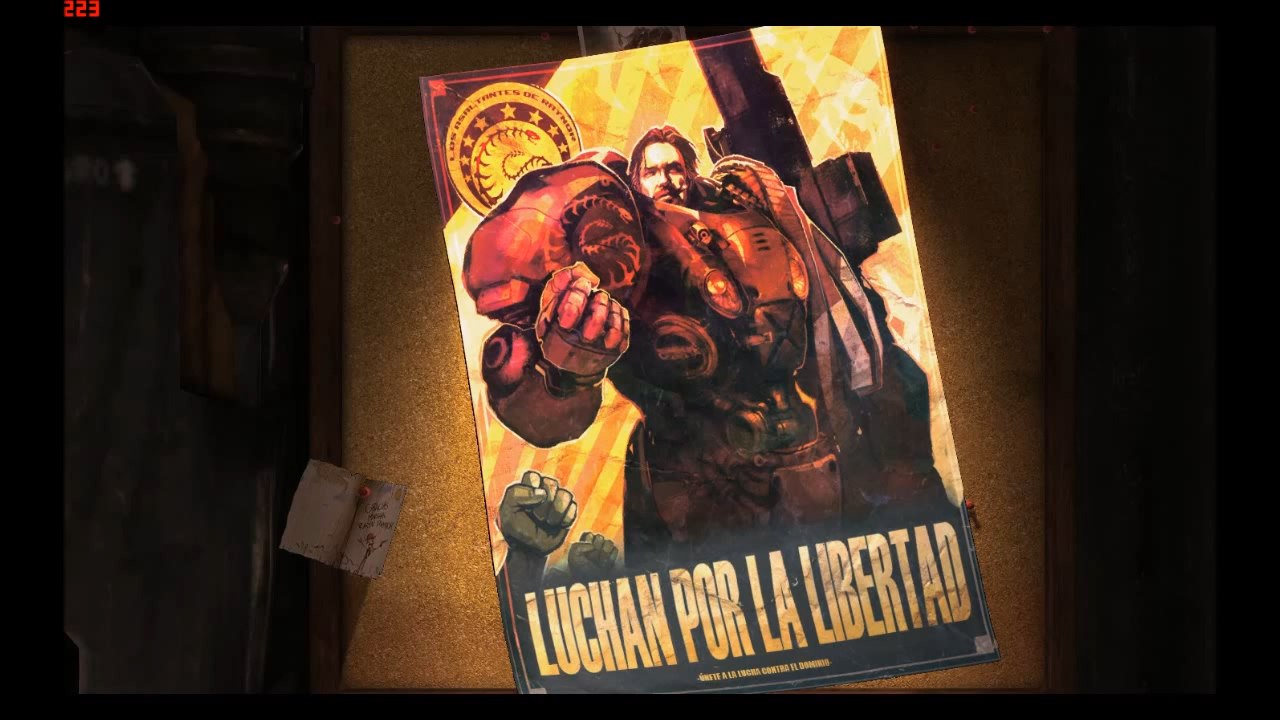 223
LOS ASALTANTES DE RAYNOR
LUCHAN POR LA LIBERTAD
-ÚNETE A LA LUCHA CONTRA EL DOMINIO-